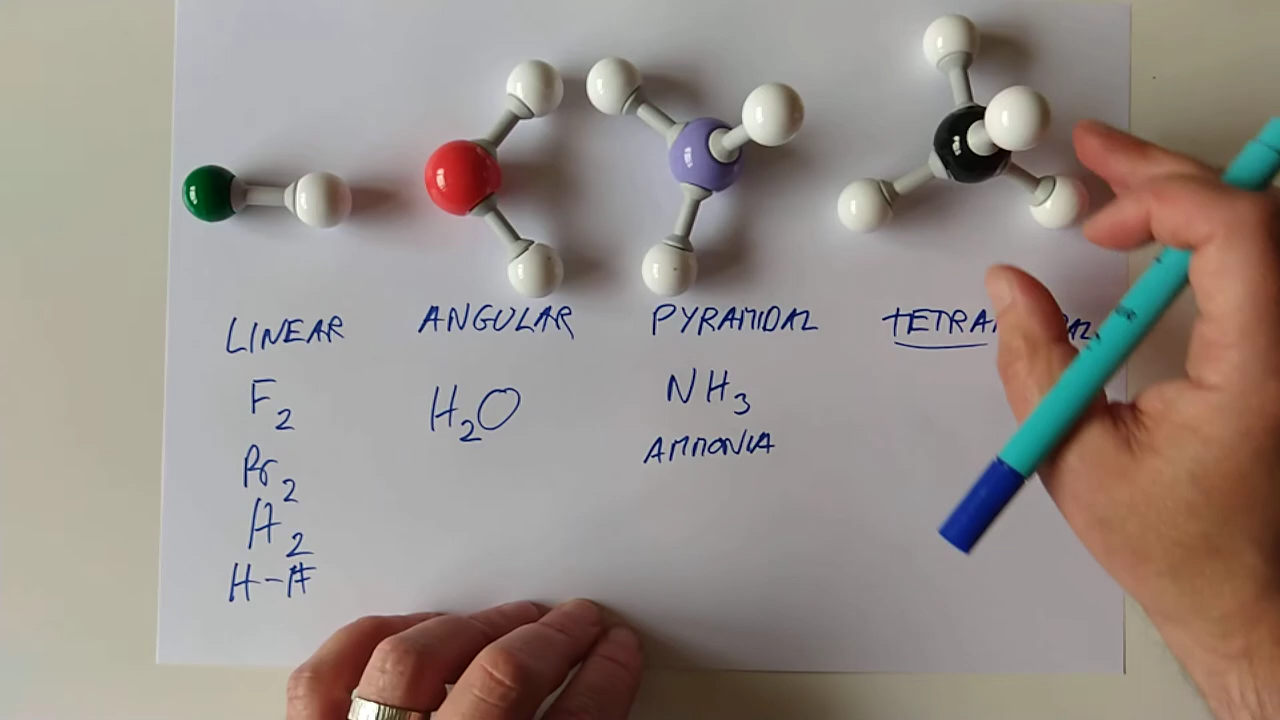 LINEAR
F2
Br2
H2
H-F
ANGULAR
H2O
PYRAMIDAL
NH3
AMMONIA